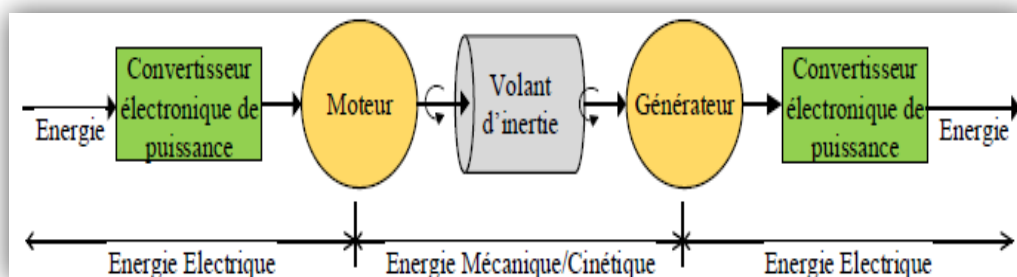 Energie
Convertisseur
électronique de
puissance
Moteur
Volant
d'inertie
Générateur
Convertisseur
électronique de
puissance
Energie
Energie Electrique
Energie Mécanique/Cinétique
Energie Electrique